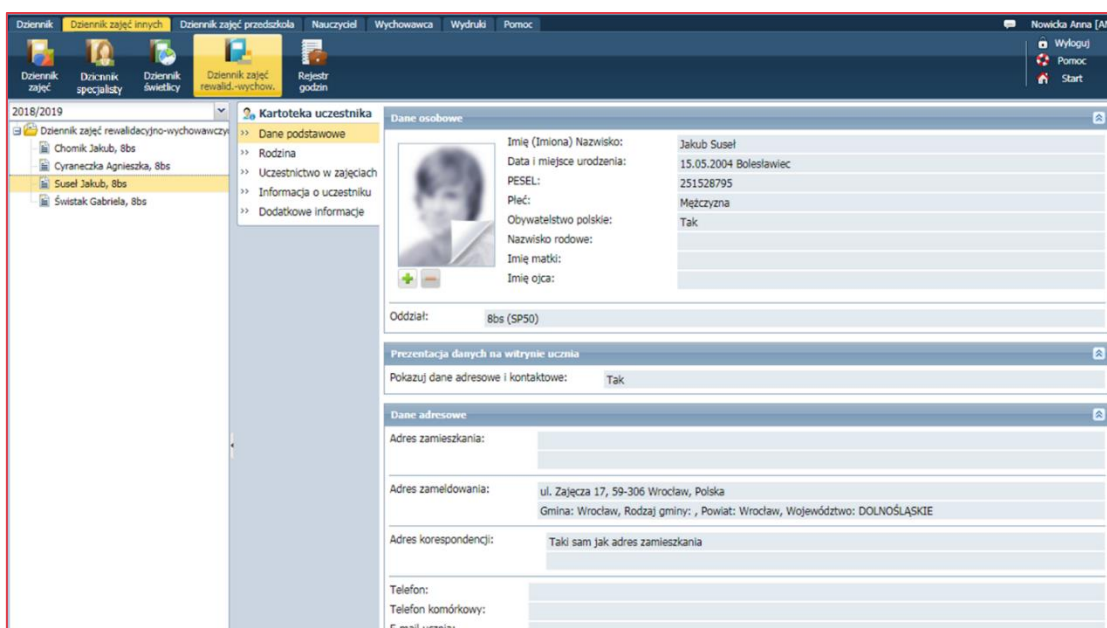 Dziennik Dziennik zajęć innych Dziennik zajęć przedszkola Nauczyciel Wychowawca Wydruki Pomoc Nowicka Anna [A
Dziennik zajęć
Dziennik specjalisty
Dziennik świetlicy
Dziennik zajęć rewalid.-wychow.
Rejestr godzin
Wyloguj
Pomoc
Start
2018/2019
Dziennik zajęć rewalidacyjno-wychowawczy
Chomik Jakub, 8bs
Cyraneczka Agnieszka, 8bs
Suseł Jakub, 8bs
Świstak Gabriela, 8bs
Kartoteka uczestnika
Dane podstawowe
Rodzina
Uczestnictwo w zajęciach
Informacja o uczestniku
Dodatkowe informacje
Dane osobowe
Imię (Imiona) Nazwisko: Jakub Suseł
Data i miejsce urodzenia: 15.05.2004 Bolesławiec
PESEL: 251528795
Płeć: Mężczyzna
Obywatelstwo polskie: Tak
Nazwisko rodowe:
Imię matki:
Imię ojca:
Oddział: 8bs (SP50)
Prezentacja danych na witrynie ucznia
Pokazuj dane adresowe i kontaktowe: Tak
Dane adresowe
Adres zamieszkania:
Adres zameldowania: ul. Zajęcza 17, 59-306 Wrocław, Polska
Gmina: Wrocław, Rodzaj gminy: , Powiat: Wrocław, Województwo: DOLNOŚLĄSKIE
Adres korespondencji: Taki sam jak adres zamieszkania
Telefon:
Telefon komórkowy:
E-mail ucznia: